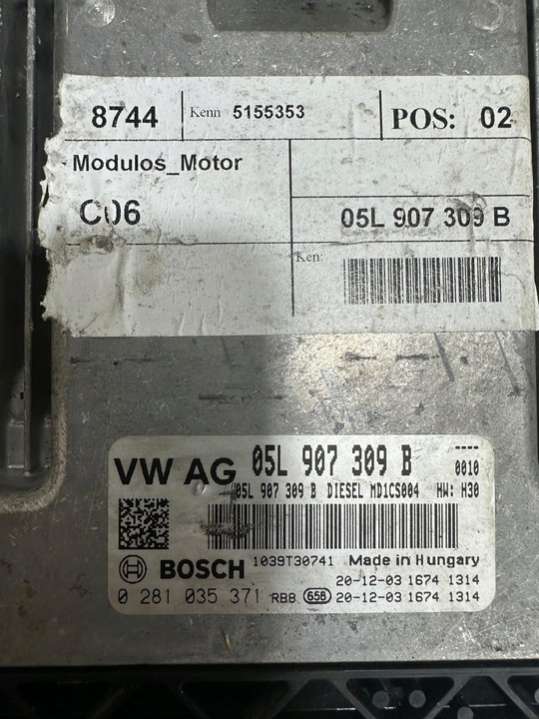 8744 Kenn 5155353 POS: 02
Modulos_Motor
C06 05L 907 309 B
Ken:
VW AG 05L 907 309 B ----
0010
05L 907 309 B DIESEL MD1CS004 HW: H30
BOSCH 1039T30741 Made in Hungary
20-12-03 1674 1314
0 281 035 371 RBB 65B 20-12-03 1674 1314